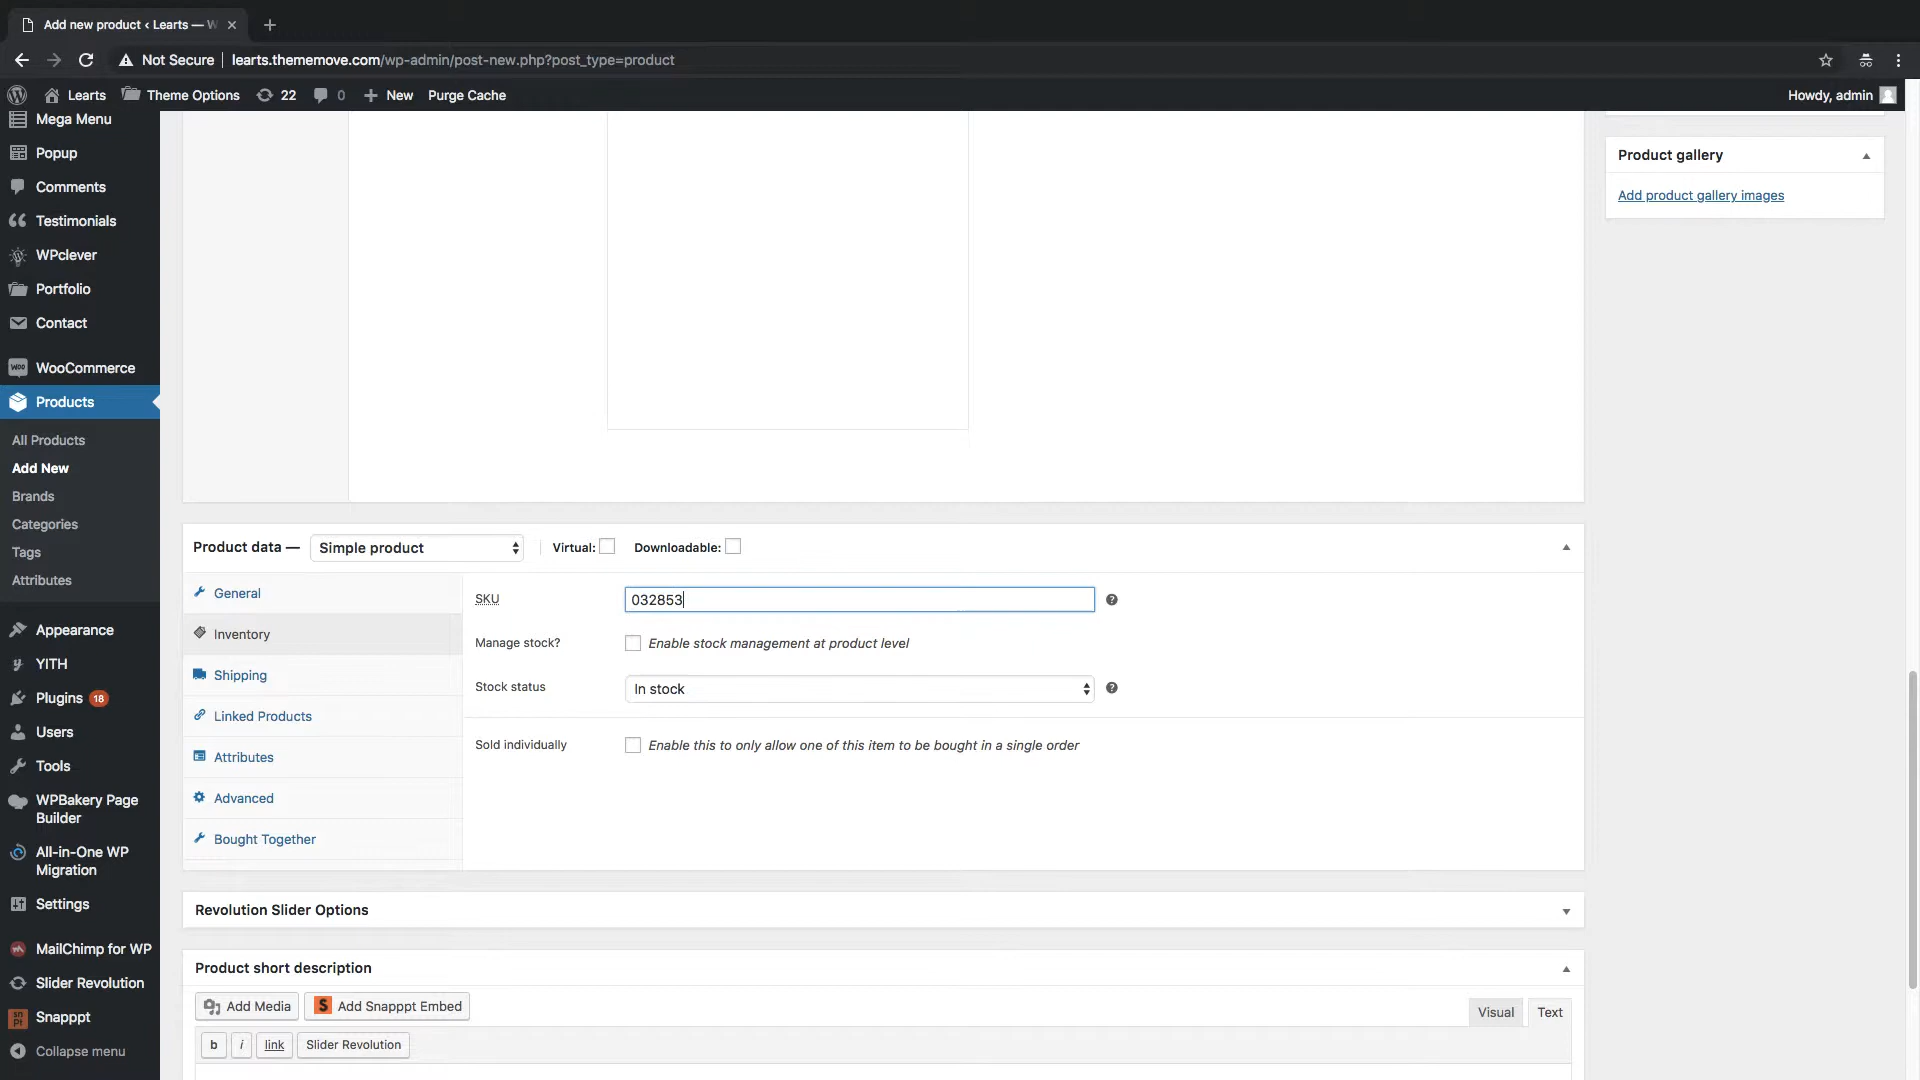 Add new product ‹ Learts — W
Not Secure
learts.thememove.com/wp-admin/post-new.php?post_type=product
Learts
Theme Options
22
0
New
Purge Cache
Howdy, admin
Mega Menu
Popup
Comments
Testimonials
WPclever
Portfolio
Contact
WooCommerce
Products
All Products
Add New
Brands
Categories
Tags
Attributes
Appearance
YITH
Plugins 18
Users
Tools
WPBakery Page
Builder
All-in-One WP
Migration
Settings
MailChimp for WP
Slider Revolution
Snapppt
Collapse menu
Product gallery
Add product gallery images
Product data — Simple product Virtual: Downloadable:
General
Inventory
Shipping
Linked Products
Attributes
Advanced
Bought Together
SKU 032853
Manage stock? Enable stock management at product level
Stock status In stock
Sold individually Enable this to only allow one of this item to be bought in a single order
Revolution Slider Options
Product short description
Add Media
S Add Snapppt Embed
Visual Text
b i link Slider Revolution